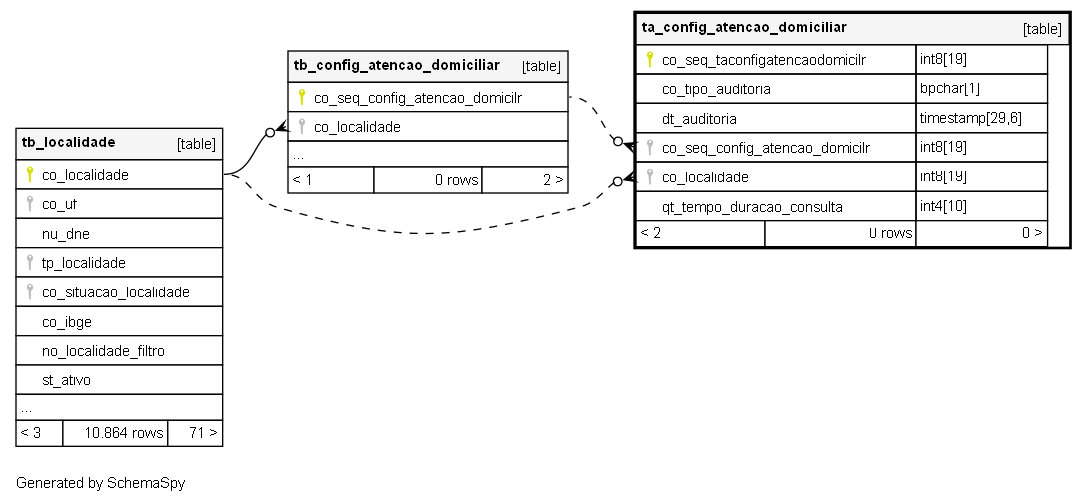 ta_config_atencao_domiciliar [table]
co_seq_taconfigatencaodomicilr int8[19]
co_tipo_auditoria bpchar[1]
dt_auditoria timestamp[29,6]
co_seq_config_atencao_domicilr int8[19]
co_localidade int8[19]
qt_tempo_duracao_consulta int4[10]
< 2 0 rows 0 >
tb_config_atencao_domiciliar [table]
co_seq_config_atencao_domicilr
co_localidade
...
< 1 0 rows 2 >
tb_localidade [table]
co_localidade
co_uf
nu_dne
tp_localidade
co_situacao_localidade
co_ibge
no_localidade_filtro
st_ativo
...
< 3 10.864 rows 71 >
Generated by SchemaSpy